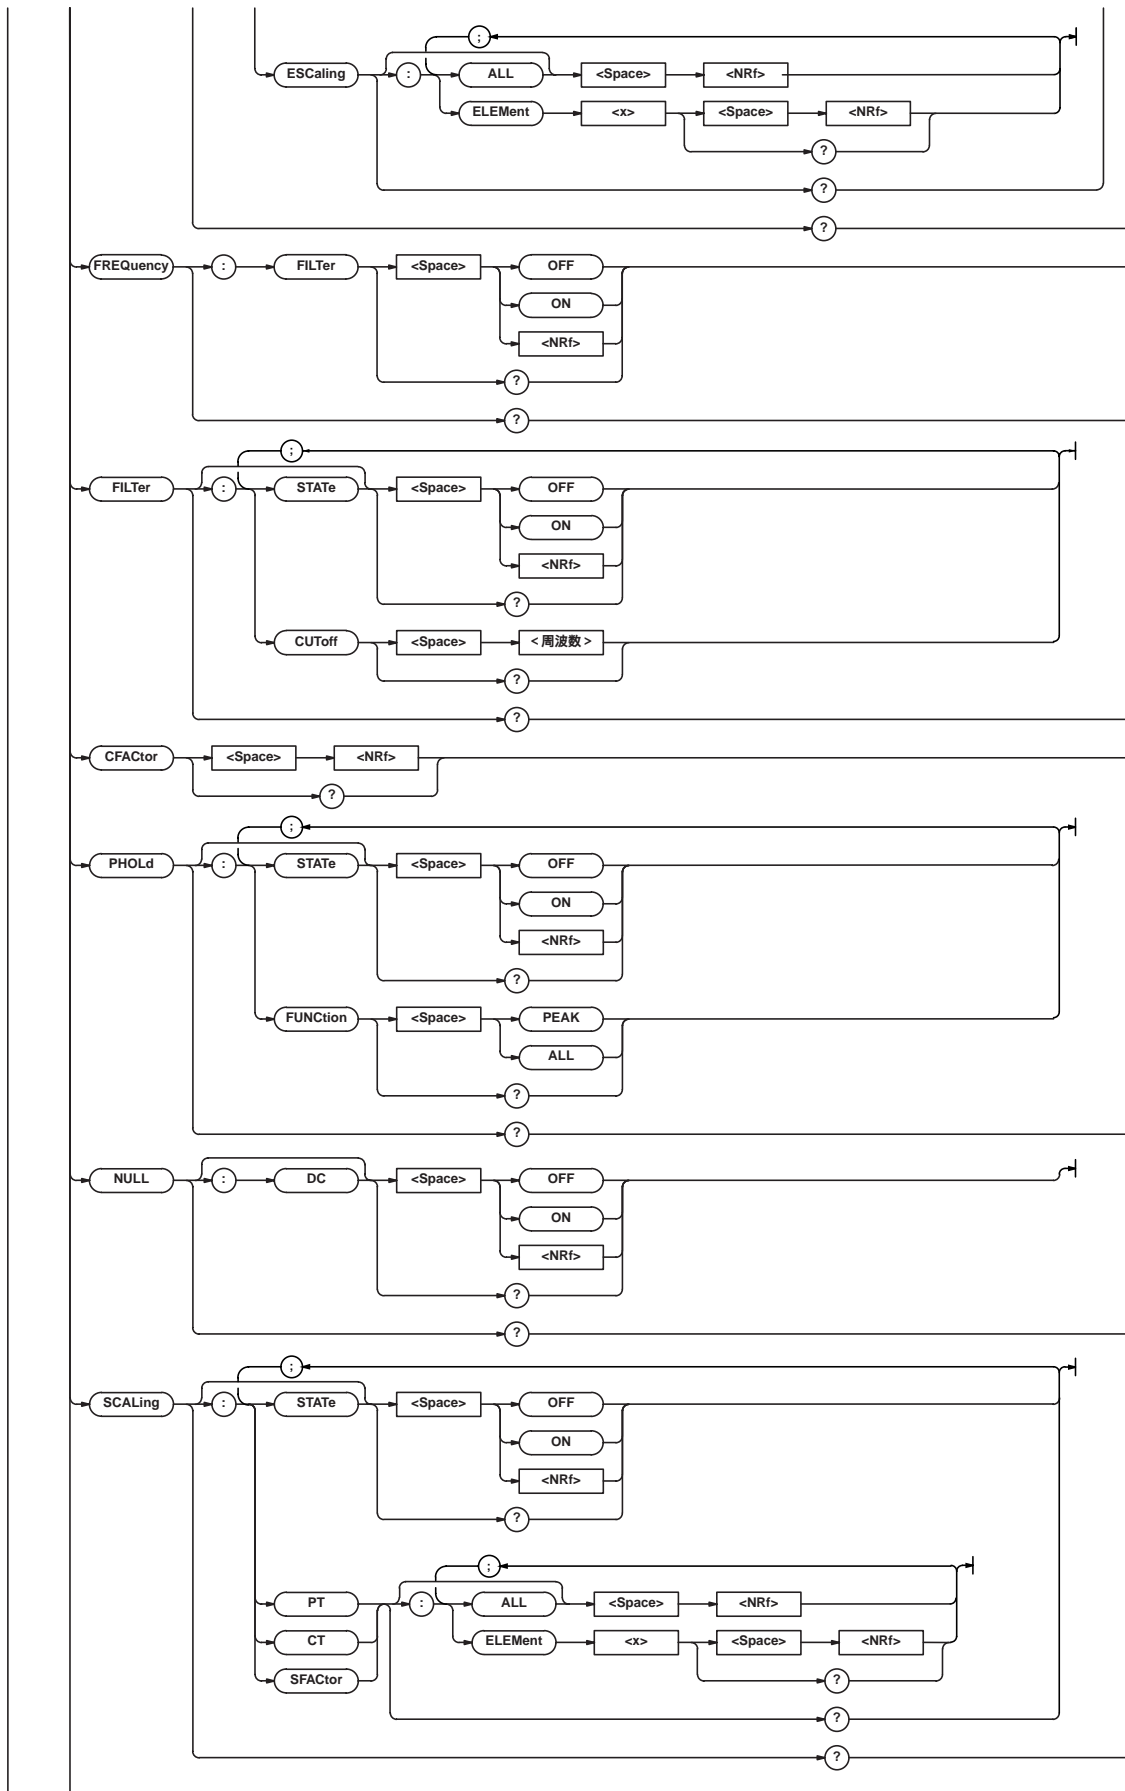 ;
ESCaling : ALL <Space> <NRf>
ELEMent <x> <Space> <NRf>
?
?
?
FREQuency : FILTer <Space> OFF
ON
<NRf>
?
?
;
FILTer : STATe <Space> OFF
ON
<NRf>
?
CUToff <Space> <周波数>
?
?
CFACtor <Space> <NRf>
?
;
PHOLd : STATe <Space> OFF
ON
<NRf>
?
FUNCtion <Space> PEAK
ALL
?
?
NULL : DC <Space> OFF
ON
<NRf>
?
?
;
SCALing : STATe <Space> OFF
ON
<NRf>
?
;
PT : ALL <Space> <NRf>
CT ELEMent <x> <Space> <NRf>
SFACtor ?
?
?